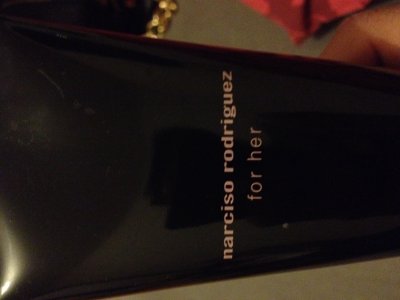 narciso rodriguez
for her